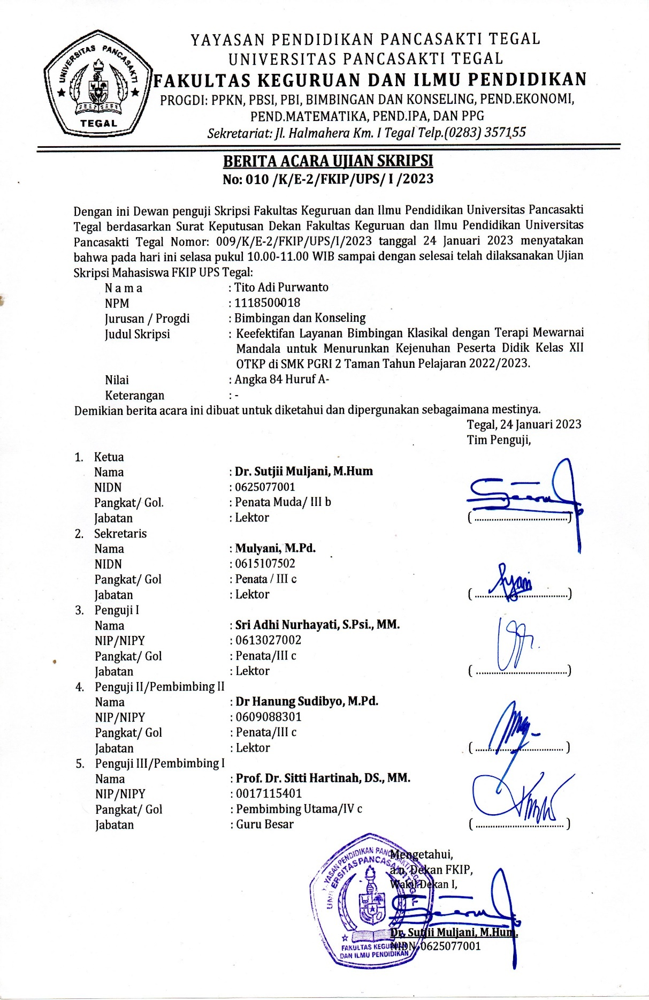 UNIVERSITAS PANCASAKTI
TEGAL
YAYASAN PENDIDIKAN PANCASAKTI TEGAL
UNIVERSITAS PANCASAKTI TEGAL
FAKULTAS KEGURUAN DAN ILMU PENDIDIKAN
PROGDI: PPKN, PBSI, PBI, BIMBINGAN DAN KONSELING, PEND.EKONOMI,
PEND.MATEMATIKA, PEND.IPA, DAN PPG
Sekretariat: Jl. Halmahera Km. I Tegal Telp.(0283) 357155
BERITA ACARA UJIAN SKRIPSI
No: 010 /K/E-2/FKIP/UPS/ I /2023
Dengan ini Dewan penguji Skripsi Fakultas Keguruan dan Ilmu Pendidikan Universitas Pancasakti
Tegal berdasarkan Surat Keputusan Dekan Fakultas Keguruan dan Ilmu Pendidikan Universitas
Pancasakti Tegal Nomor: 009/K/E-2/FKIP/UPS/I/2023 tanggal 24 Januari 2023 menyatakan
bahwa pada hari ini selasa pukul 10.00-11.00 WIB sampai dengan selesai telah dilaksanakan Ujian
Skripsi Mahasiswa FKIP UPS Tegal:
N a m a : Tito Adi Purwanto
NPM : 1118500018
Jurusan / Progdi : Bimbingan dan Konseling
Judul Skripsi : Keefektifan Layanan Bimbingan Klasikal dengan Terapi Mewarnai
Mandala untuk Menurunkan Kejenuhan Peserta Didik Kelas XII
OTKP di SMK PGRI 2 Taman Tahun Pelajaran 2022/2023.
Nilai : Angka 84 Huruf A-
Keterangan : -
Demikian berita acara ini dibuat untuk diketahui dan dipergunakan sebagaimana mestinya.
Tegal, 24 Januari 2023
Tim Penguji,
1. Ketua
Nama : Dr. Sutjii Muljani, M.Hum
NIDN : 0625077001
Pangkat/ Gol. : Penata Muda/ III b
Jabatan : Lektor (......................................)
2. Sekretaris
Nama : Mulyani, M.Pd.
NIDN : 0615107502
Pangkat/ Gol : Penata / III c
Jabatan : Lektor (......................................)
3. Penguji I
Nama : Sri Adhi Nurhayati, S.Psi., MM.
NIP/NIPY : 0613027002
Pangkat/ Gol : Penata/III c
Jabatan : Lektor (......................................)
4. Penguji II/Pembimbing II
Nama : Dr Hanung Sudibyo, M.Pd.
NIP/NIPY : 0609088301
Pangkat/ Gol : Penata/III c
Jabatan : Lektor (.................................... )
5. Penguji III/Pembimbing I
Nama : Prof. Dr. Sitti Hartinah, DS., MM.
NIP/NIPY : 0017115401
Pangkat/ Gol : Pembimbing Utama/IV c
Jabatan : Guru Besar (.................................... )
Mengetahui,
a.n. Dekan FKIP,
Wakil Dekan I,
YAYASAN PENDIDIKAN PANCASAKTI TEGAL
UNIVERSITAS PANCASAKTI TEGAL
FAKULTAS KEGURUAN
DAN ILMU PENDIDIKAN
Dr. Sutjii Muljani, M.Hum.
NIDN. 0625077001